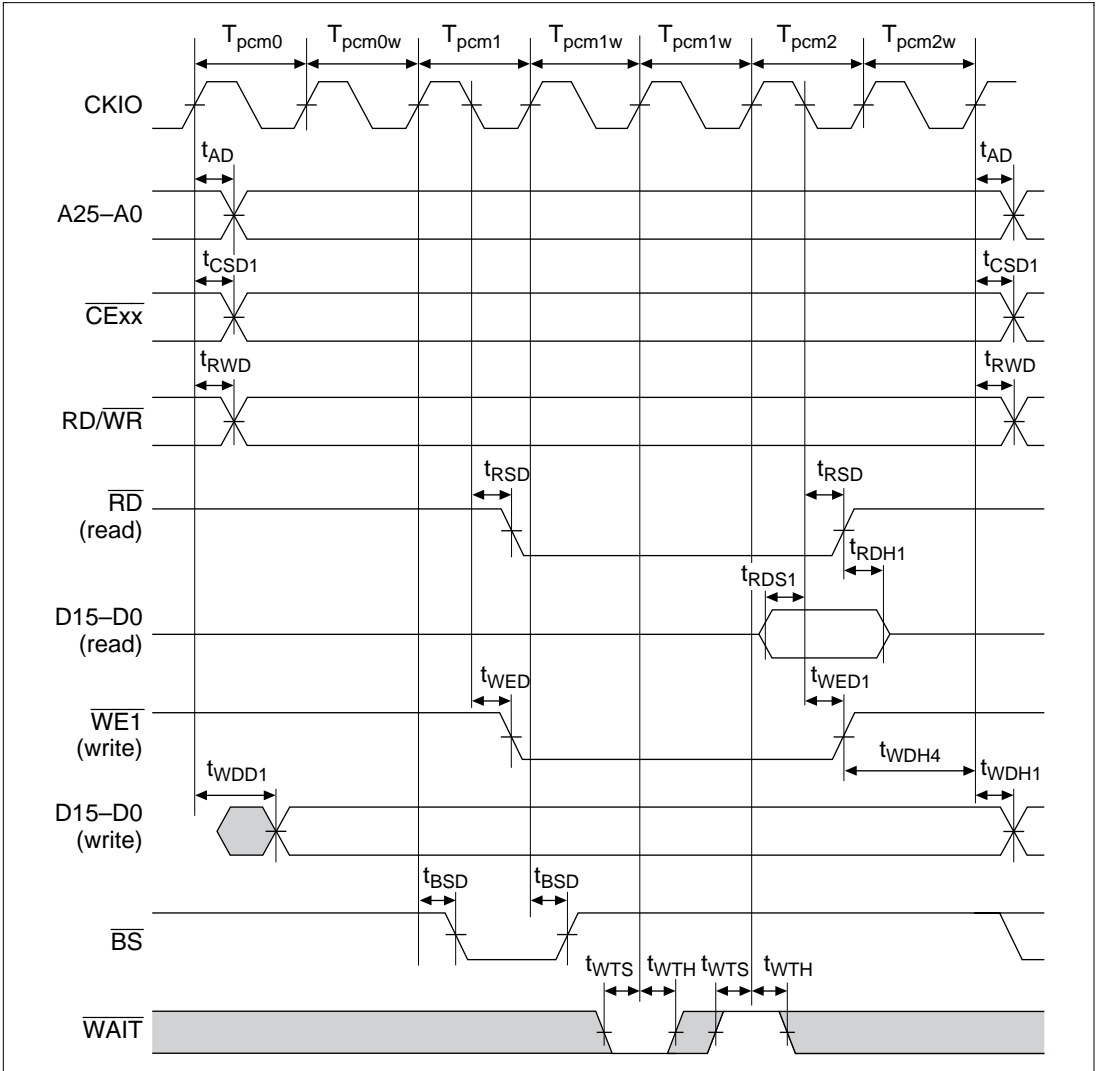 Tpcm0 Tpcm0w Tpcm1 Tpcm1w Tpcm1w Tpcm2 Tpcm2w
CKIO
tAD tAD
A25–A0
tCSD1 tCSD1
CExx
tRWD tRWD
RD/WR
tRSD tRSD
RD
(read)
tRDH1
tRDS1
D15–D0
(read)
tWED tWED1
WE1
(write)
tWDH4
tWDD1 tWDH1
D15–D0
(write)
tBSD tBSD
BS
tWTS tWTH tWTS tWTH
WAIT